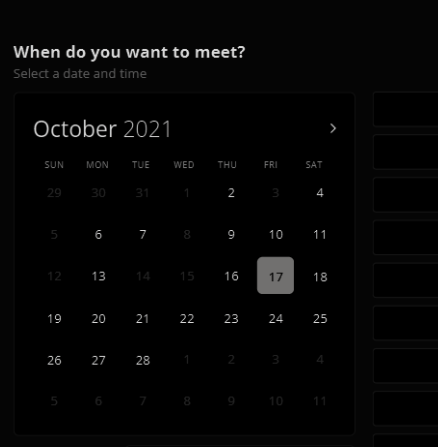 When do you want to meet?
Select a date and time
October 2021
SUN MON TUE WED THU FRI SAT
29 30 31 1 2 3 4
5 6 7 8 9 10 11
12 13 14 15 16 17 18
19 20 21 22 23 24 25
26 27 28 1 2 3 4
5 6 7 8 9 10 11